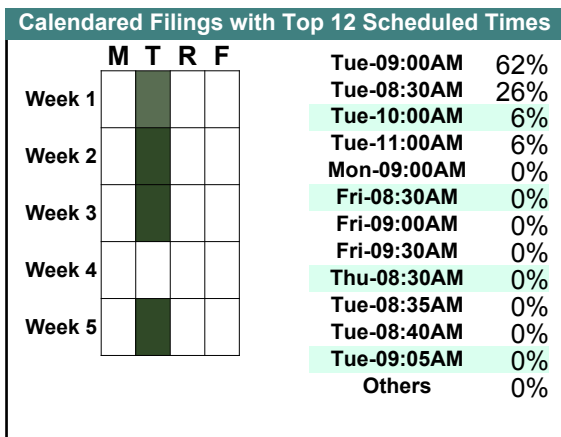 Calendared Filings with Top 12 Scheduled Times
M T R F
Week 1
Week 2
Week 3
Week 4
Week 5
Tue-09:00AM 62%
Tue-08:30AM 26%
Tue-10:00AM 6%
Tue-11:00AM 6%
Mon-09:00AM 0%
Fri-08:30AM 0%
Fri-09:00AM 0%
Fri-09:30AM 0%
Thu-08:30AM 0%
Tue-08:35AM 0%
Tue-08:40AM 0%
Tue-09:05AM 0%
Others 0%